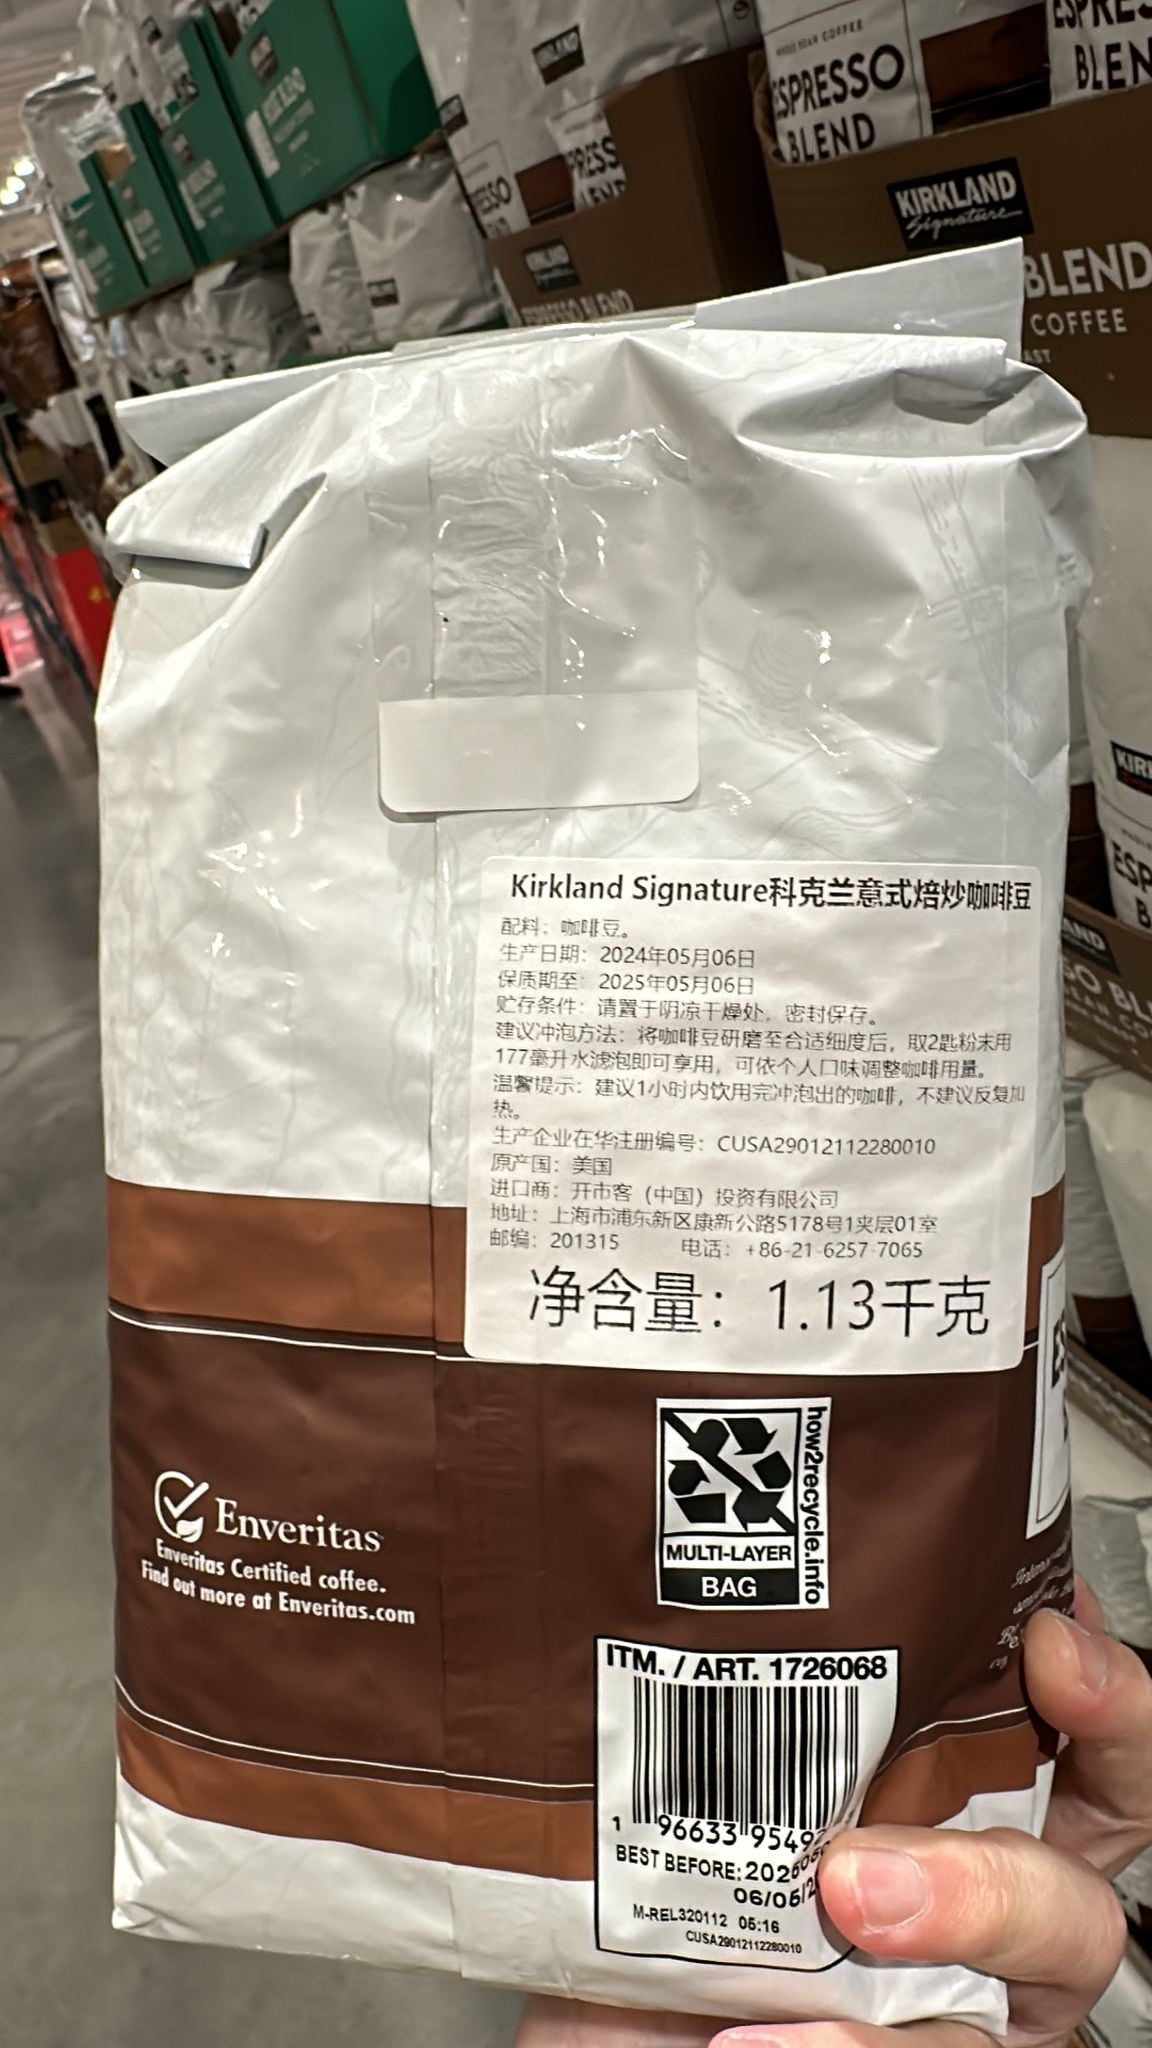 WHOLE BEAN COFFEE
ESPRESSO
BLEND
KIRKLAND
Signature
BLEND
COFFEE
Kirkland Signature科克兰意式焙炒咖啡豆
配料：咖啡豆。
生产日期：2024年05月06日
保质期至：2025年05月06日
贮存条件：请置于阴凉干燥处，密封保存。
建议冲泡方法：将咖啡豆研磨至合适细度后，取2匙粉末用
177毫升水滤泡即可享用，可依个人口味调整咖啡用量。
温馨提示：建议1小时内饮用完冲泡出的咖啡，不建议反复加
热。
生产企业在华注册编号：CUSA29012112280010
原产国：美国
进口商：开市客（中国）投资有限公司
地址：上海市浦东新区康新公路5178号1夹层01室
邮编：201315 电话：+86-21-6257-7065
净含量：1.13千克
how2recycle.info
MULTI-LAYER
BAG
Enveritas
Enveritas Certified coffee.
Find out more at Enveritas.com
ITM. / ART. 1726068
1 96633 9549
BEST BEFORE:
M-REL320112 05:16
CUSA29012112280010